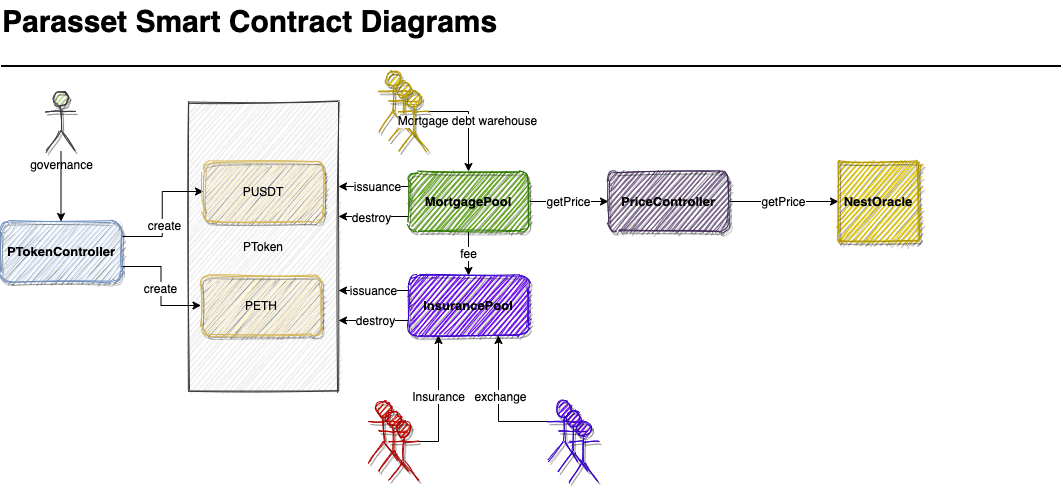 Parasset Smart Contract Diagrams
Mortgage debt warehouse
governance
PUSDT
issuance
MortgagePool
getPrice
PriceController
getPrice
NestOracle
destroy
create
PToken
PTokenController
fee
create
issuance
PETH
InsurancePool
destroy
Insurance
exchange